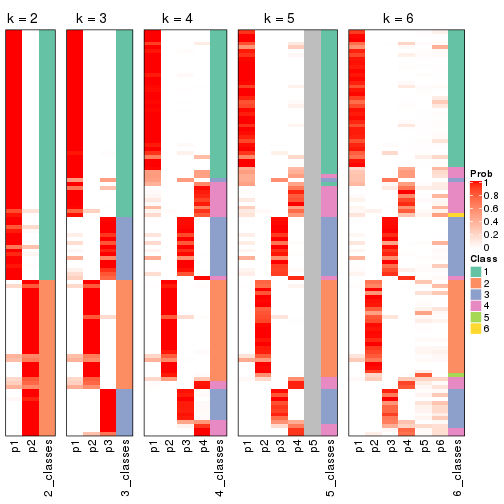 k = 2
k = 3
k = 4
k = 5
k = 6
Prob
1
0.8
0.6
0.4
0.2
0
Class
1
2
3
4
5
6
p1
p2
2_classes
p1
p2
p3
3_classes
p1
p2
p3
p4
4_classes
p1
p2
p3
p4
p5
5_classes
p1
p2
p3
p4
p5
p6
6_classes